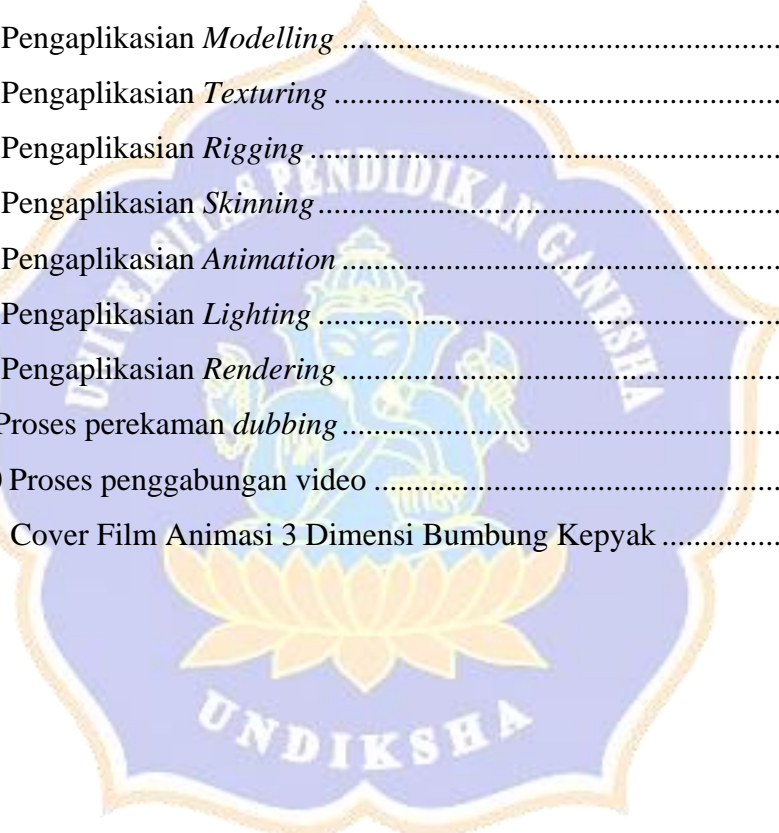 Pengaplikasian Modelling ........................................................
Pengaplikasian Texturing .........................................................
Pengaplikasian Rigging ............................................................
Pengaplikasian Skinning ...........................................................
Pengaplikasian Animation ........................................................
Pengaplikasian Lighting ...........................................................
Pengaplikasian Rendering ........................................................
Proses perekaman dubbing ........................................................
Proses penggabungan video ....................................................
Cover Film Animasi 3 Dimensi Bumbung Kepyak ...............
UNIVERSITAS PENDIDIKAN GANESHA
UNDIKSHA